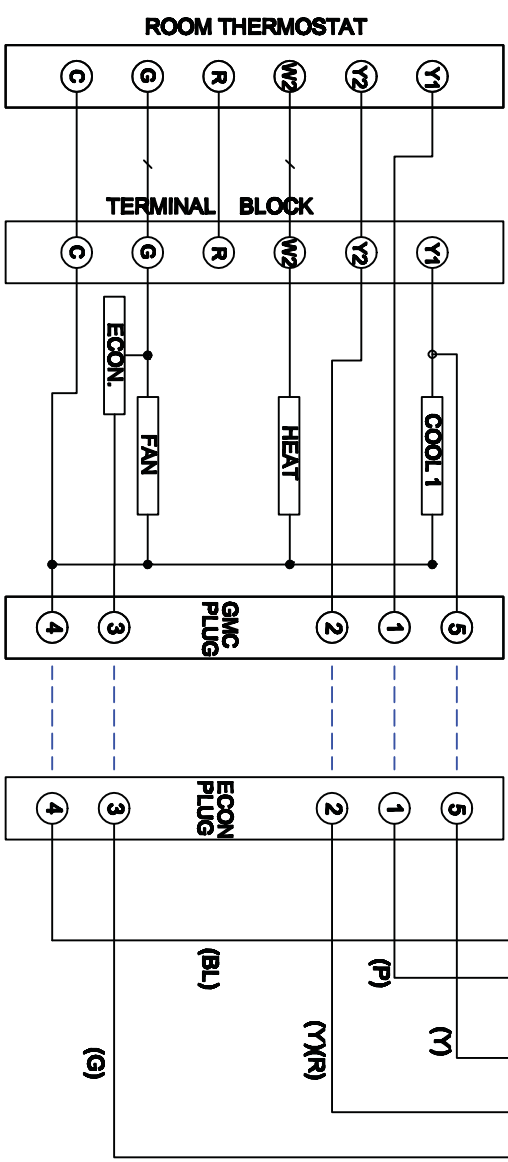 ROOM THERMOSTAT
C G R W2 Y2 Y1
TERMINAL BLOCK
C G R W2 Y2 Y1
ECON.
FAN
HEAT
COOL 1
4 3
GMC
PLUG
2 1 5
4 3
ECON
PLUG
2 1 5
(BL)
(P)
(Y)
(Y)(R)
(G)